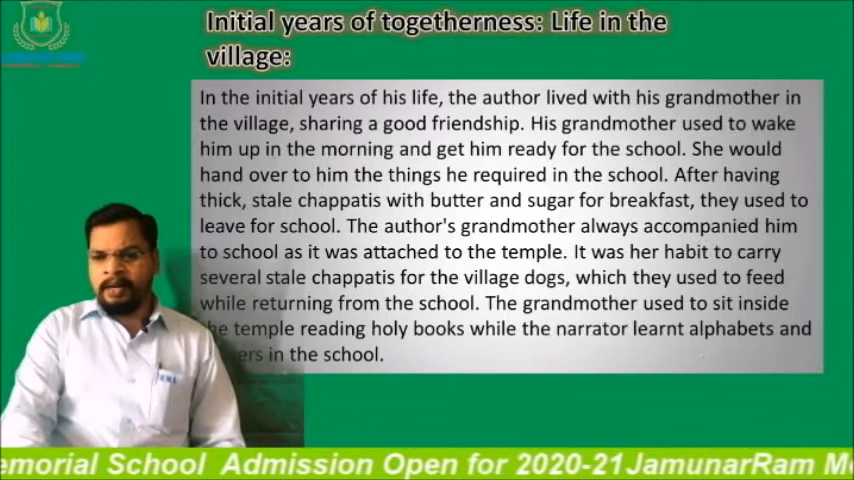 Initial years of togetherness: Life in the
village:
In the initial years of his life, the author lived with his grandmother in
the village, sharing a good friendship. His grandmother used to wake
him up in the morning and get him ready for the school. She would
hand over to him the things he required in the school. After having
thick, stale chappatis with butter and sugar for breakfast, they used to
leave for school. The author's grandmother always accompanied him
to school as it was attached to the temple. It was her habit to carry
several stale chappatis for the village dogs, which they used to feed
while returning from the school. The grandmother used to sit inside
temple reading holy books while the narrator learnt alphabets and
in the school.
School Admission Open for 2020-21 JamunarRam